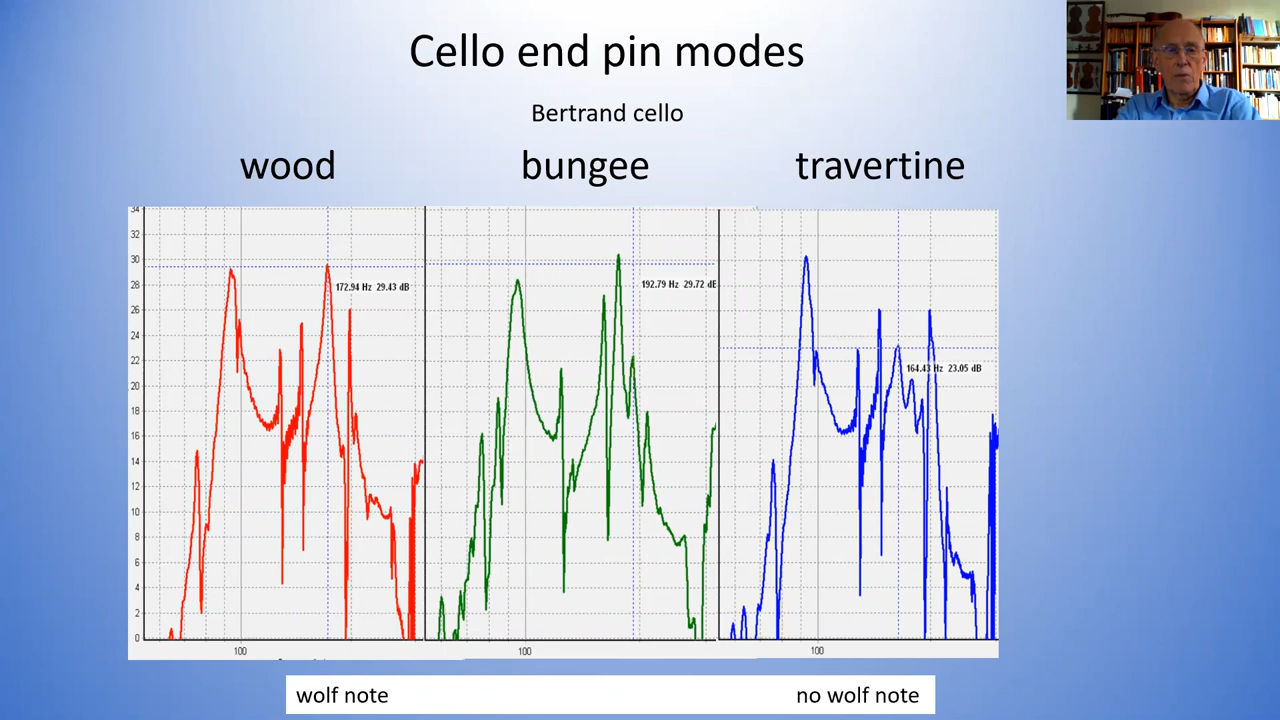 Cello end pin modes
Bertrand cello
wood bungee travertine
34
32
30
28
26
24
22
20
18
16
14
12
10
8
6
4
2
0
172.94 Hz 29.43 dB
192.79 Hz 29.72 dB
164.43 Hz 23.05 dB
100 100 100
wolf note no wolf note